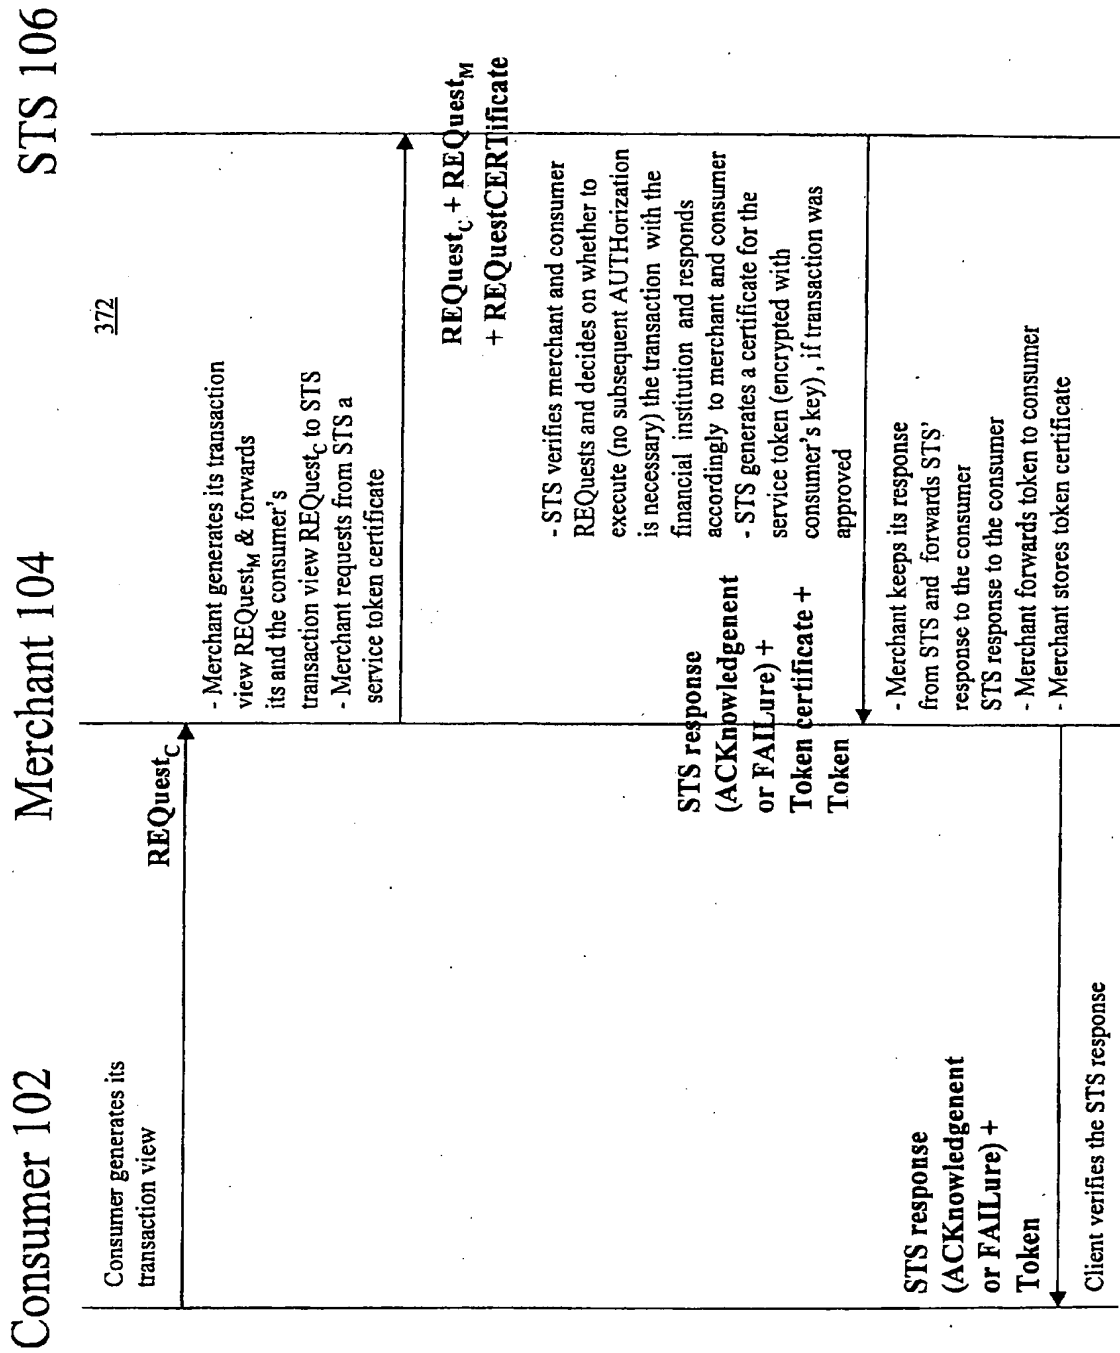 Consumer 102
Merchant 104
STS 106
372
Consumer generates its
transaction view
REQuestC
- Merchant generates its transaction
view REQuestM & forwards
its and the consumer's
transaction view REQuestC to STS
- Merchant requests from STS a
service token certificate
REQuestC + REQuestM
+ REQuestCERTificate
- STS verifies merchant and consumer
REQuests and decides on whether to
execute (no subsequent AUTHorization
is necessary) the transaction with the
financial institution and responds
accordingly to merchant and consumer
- STS generates a certificate for the
service token (encrypted with
consumer's key), if transaction was
approved
STS response
(ACKnowledgenent
or FAILure) +
Token certificate +
Token
- Merchant keeps its response
from STS and forwards STS'
response to the consumer
STS response to the consumer
- Merchant forwards token to consumer
- Merchant stores token certificate
STS response
(ACKnowledgenent
or FAILure) +
Token
Client verifies the STS response